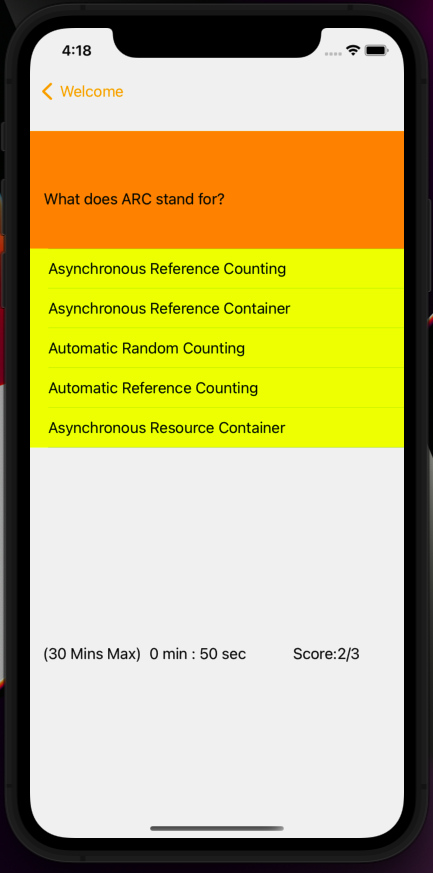 4:18
Welcome
What does ARC stand for?
Asynchronous Reference Counting
Asynchronous Reference Container
Automatic Random Counting
Automatic Reference Counting
Asynchronous Resource Container
(30 Mins Max) 0 min : 50 sec Score:2/3